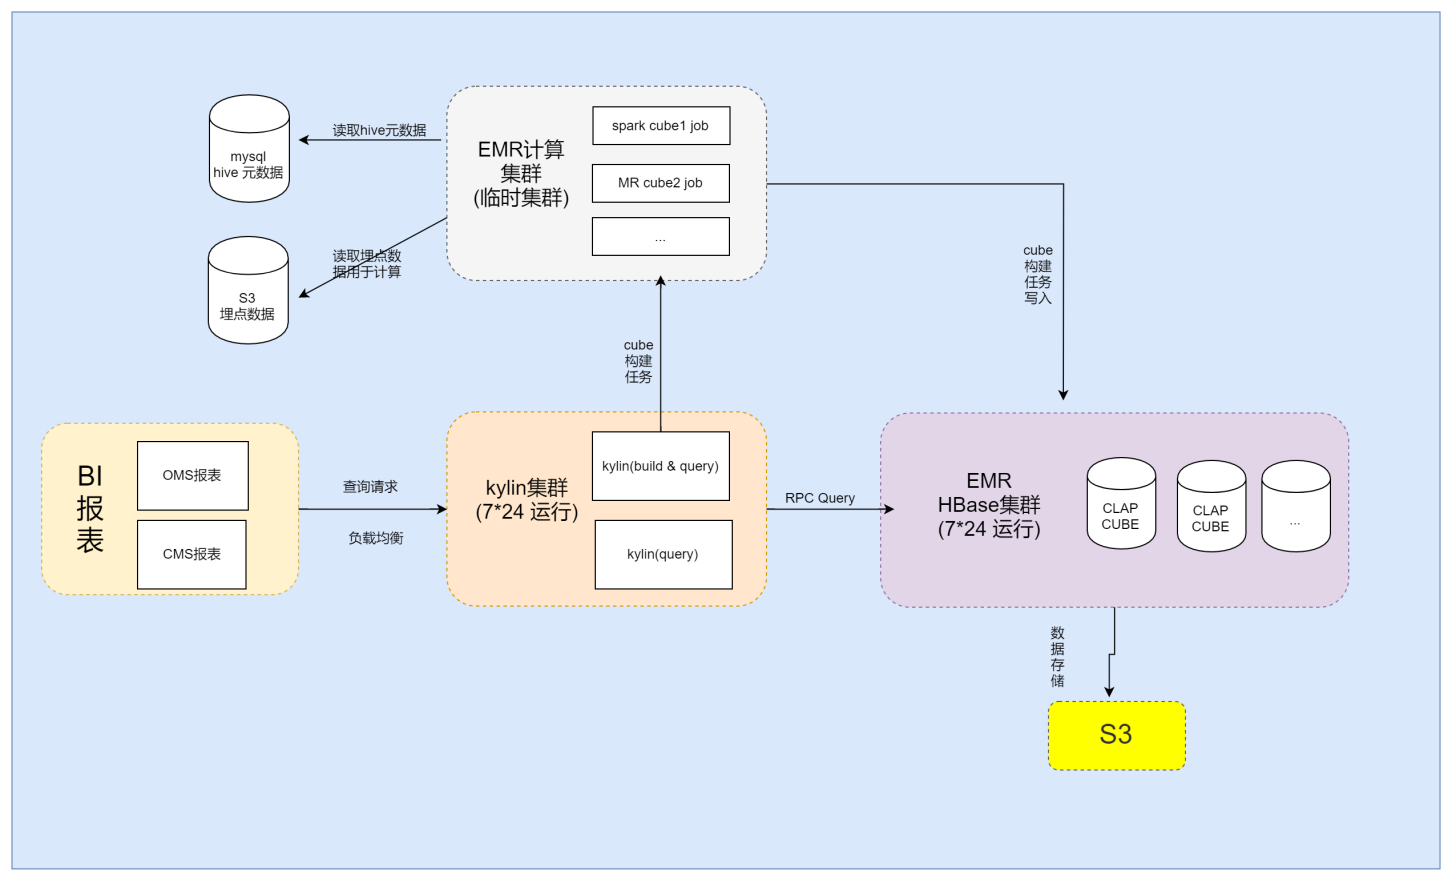 mysql
hive 元数据
读取hive元数据
S3
埋点数据
读取埋点数
据用于计算
EMR计算
集群
(临时集群)
spark cube1 job
MR cube2 job
...
cube
构建
任务
写入
cube
构建
任务
BI
报
表
OMS报表
CMS报表
查询请求
负载均衡
kylin集群
(7*24 运行)
kylin(build & query)
kylin(query)
RPC Query
EMR
HBase集群
(7*24 运行)
CLAP
CUBE
CLAP
CUBE
...
数
据
存
储
S3